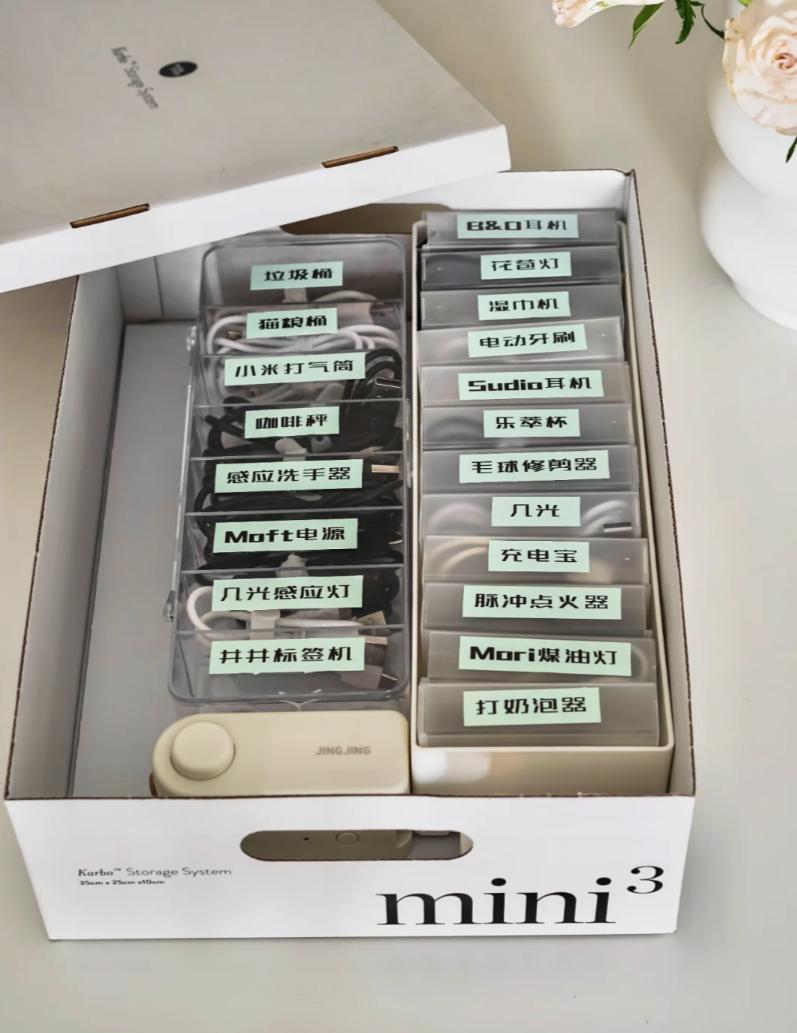 Karbo™ Storage System
垃圾桶
猫粮桶
小米打气筒
咖啡秤
感应洗手器
Moft电源
几光感应灯
井井标签机
B&O耳机
花苞灯
湿巾机
电动牙刷
Sudio耳机
乐萃杯
毛球修剪器
几光
充电宝
脉冲点火器
Mori煤油灯
打奶泡器
JINGJING
Karbo™ Storage System
35cm x 25cm x10cm
mini³